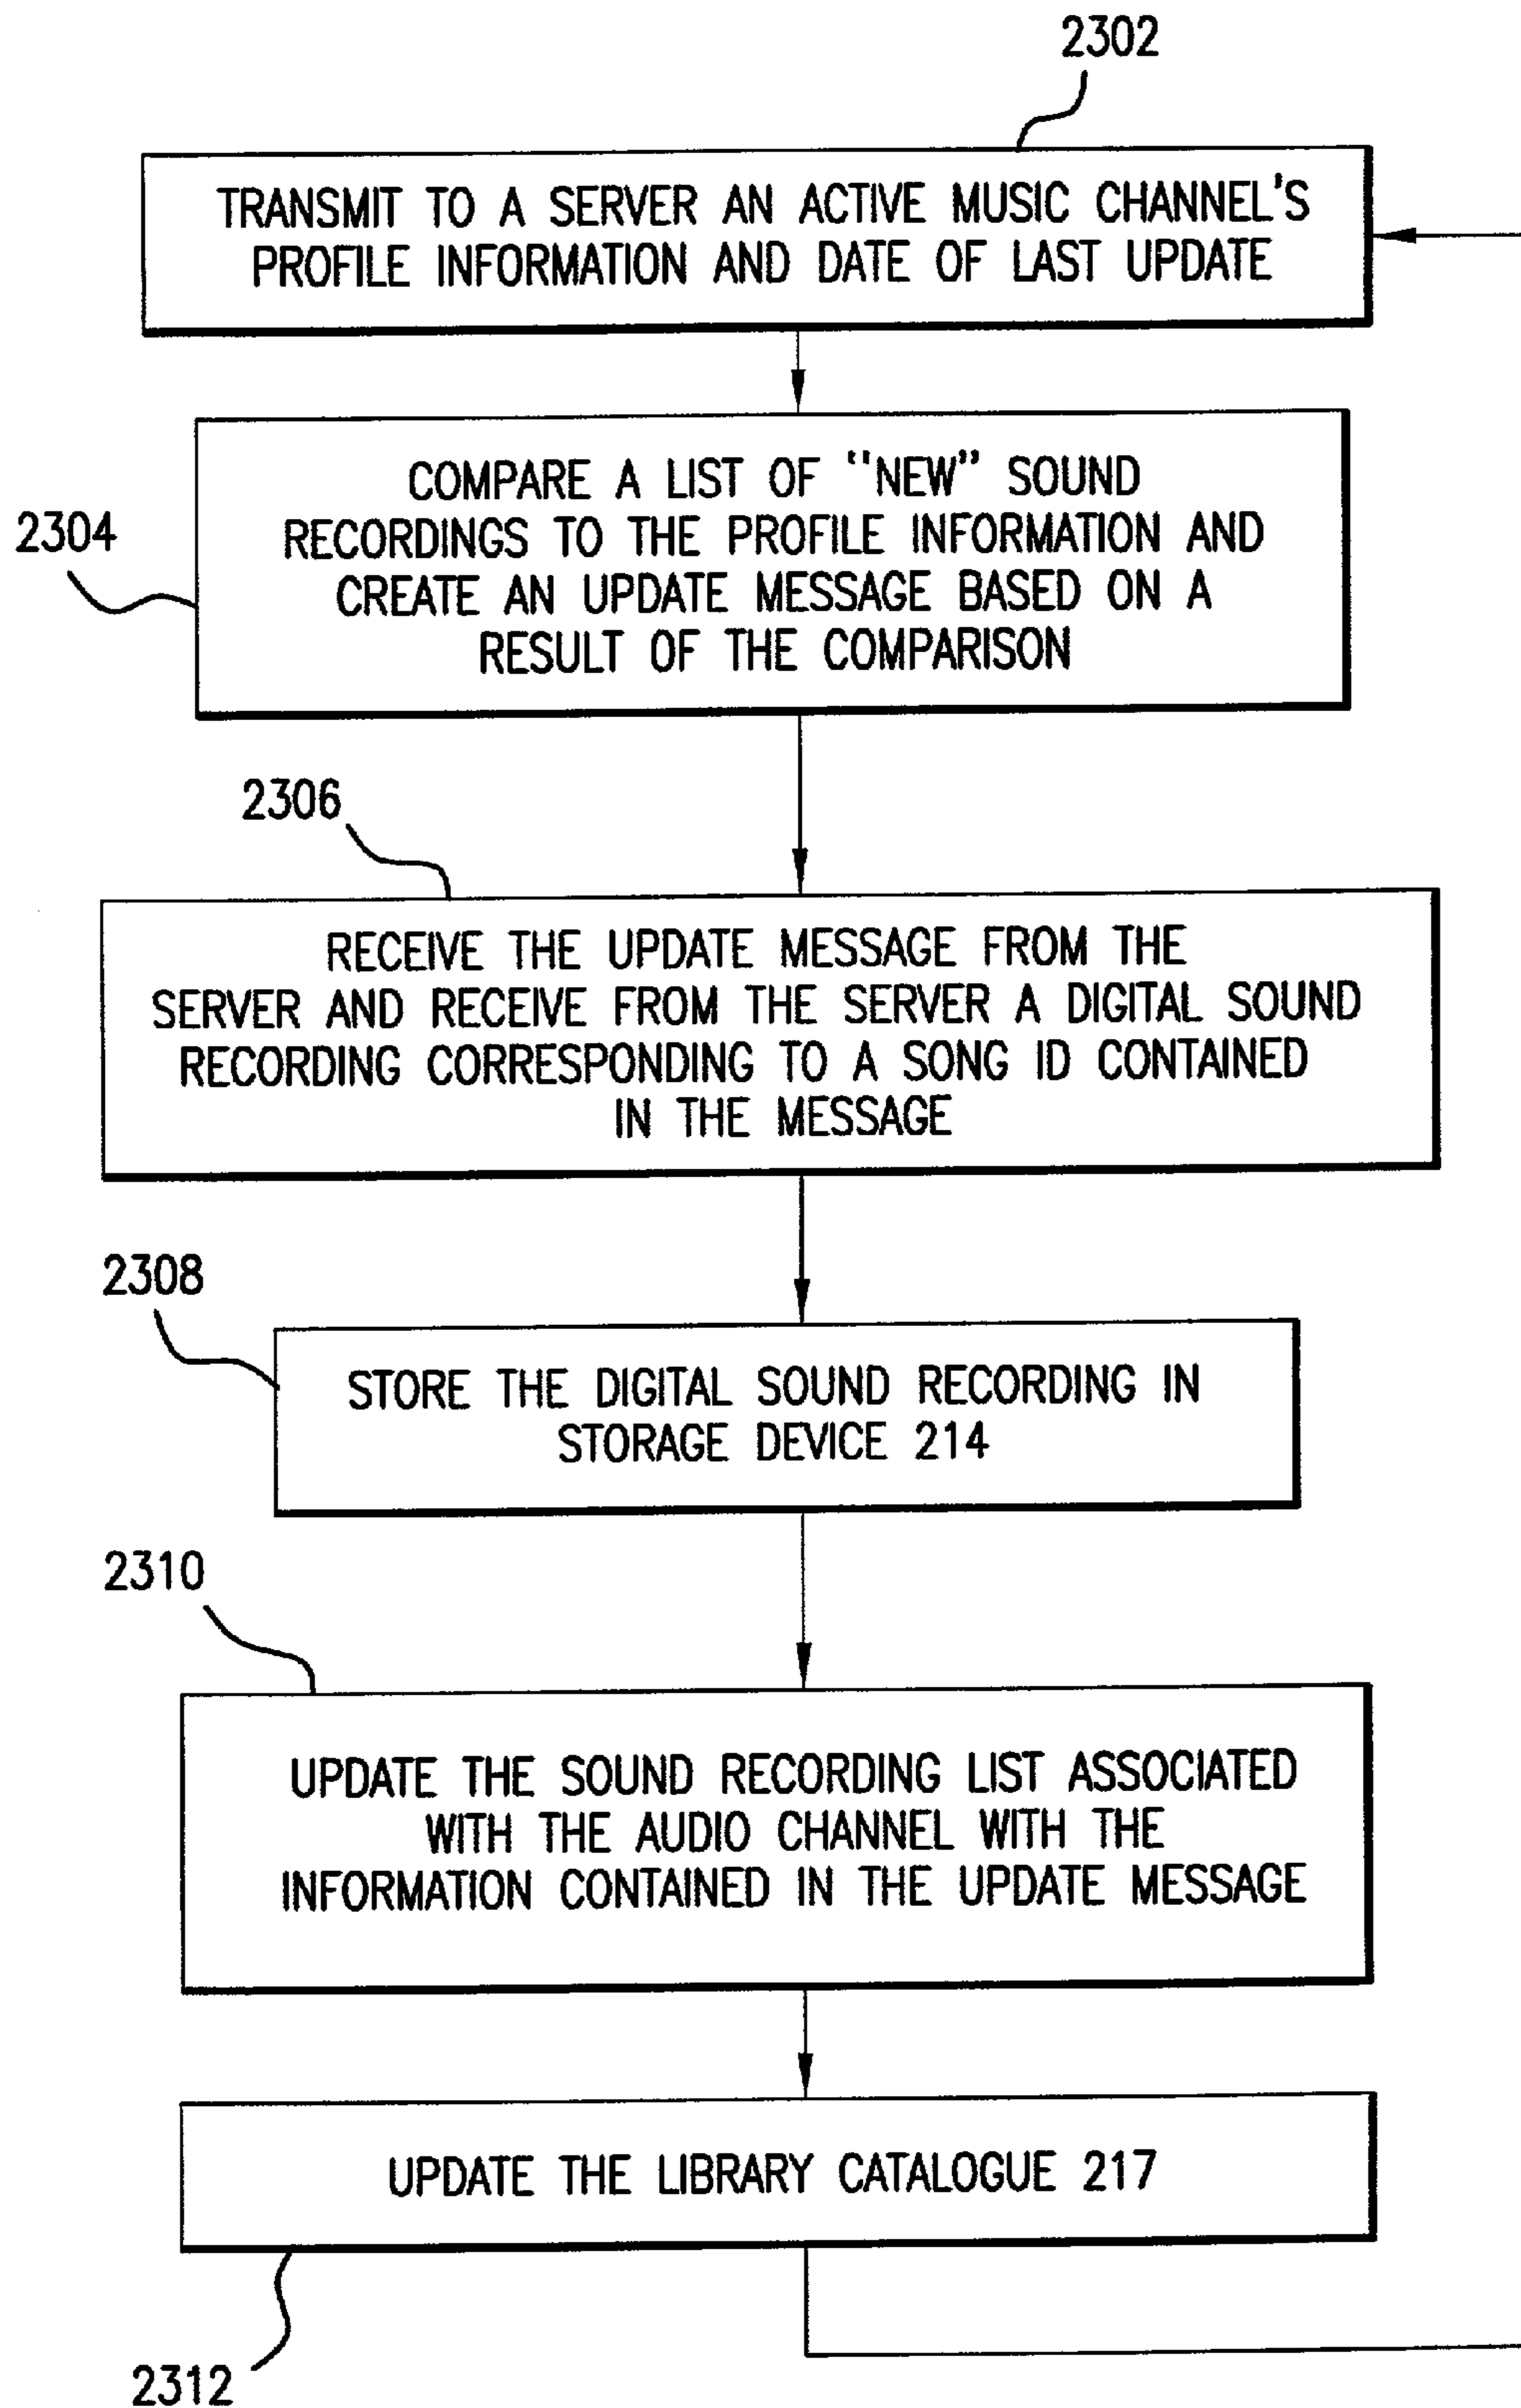 2302
TRANSMIT TO A SERVER AN ACTIVE MUSIC CHANNEL'S
PROFILE INFORMATION AND DATE OF LAST UPDATE
2304
COMPARE A LIST OF "NEW" SOUND
RECORDINGS TO THE PROFILE INFORMATION AND
CREATE AN UPDATE MESSAGE BASED ON A
RESULT OF THE COMPARISON
2306
RECEIVE THE UPDATE MESSAGE FROM THE
SERVER AND RECEIVE FROM THE SERVER A DIGITAL SOUND
RECORDING CORRESPONDING TO A SONG ID CONTAINED
IN THE MESSAGE
2308
STORE THE DIGITAL SOUND RECORDING IN
STORAGE DEVICE 214
2310
UPDATE THE SOUND RECORDING LIST ASSOCIATED
WITH THE AUDIO CHANNEL WITH THE
INFORMATION CONTAINED IN THE UPDATE MESSAGE
UPDATE THE LIBRARY CATALOGUE 217
2312